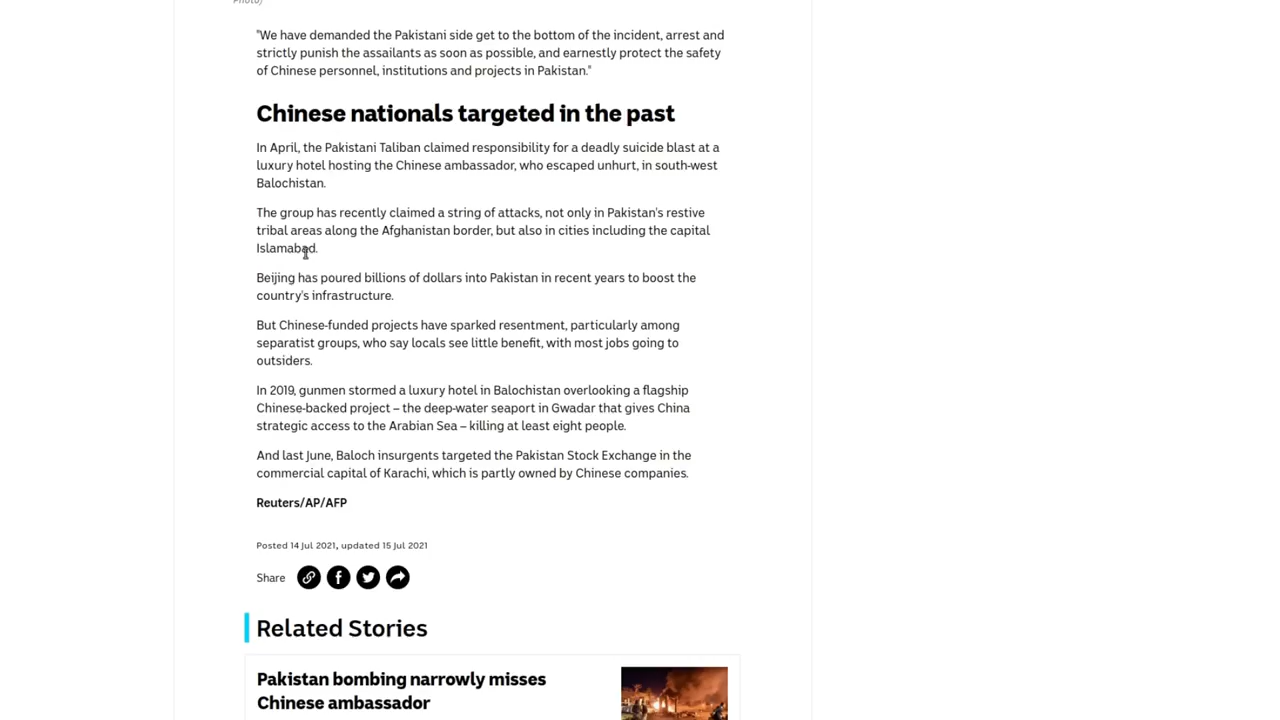 Photo)
"We have demanded the Pakistani side get to the bottom of the incident, arrest and
strictly punish the assailants as soon as possible, and earnestly protect the safety
of Chinese personnel, institutions and projects in Pakistan."
Chinese nationals targeted in the past
In April, the Pakistani Taliban claimed responsibility for a deadly suicide blast at a
luxury hotel hosting the Chinese ambassador, who escaped unhurt, in south-west
Balochistan.
The group has recently claimed a string of attacks, not only in Pakistan's restive
tribal areas along the Afghanistan border, but also in cities including the capital
Islamabad.
Beijing has poured billions of dollars into Pakistan in recent years to boost the
country's infrastructure.
But Chinese-funded projects have sparked resentment, particularly among
separatist groups, who say locals see little benefit, with most jobs going to
outsiders.
In 2019, gunmen stormed a luxury hotel in Balochistan overlooking a flagship
Chinese-backed project – the deep-water seaport in Gwadar that gives China
strategic access to the Arabian Sea – killing at least eight people.
And last June, Baloch insurgents targeted the Pakistan Stock Exchange in the
commercial capital of Karachi, which is partly owned by Chinese companies.
Reuters/AP/AFP
Posted 14 Jul 2021, updated 15 Jul 2021
Share
Related Stories
Pakistan bombing narrowly misses
Chinese ambassador